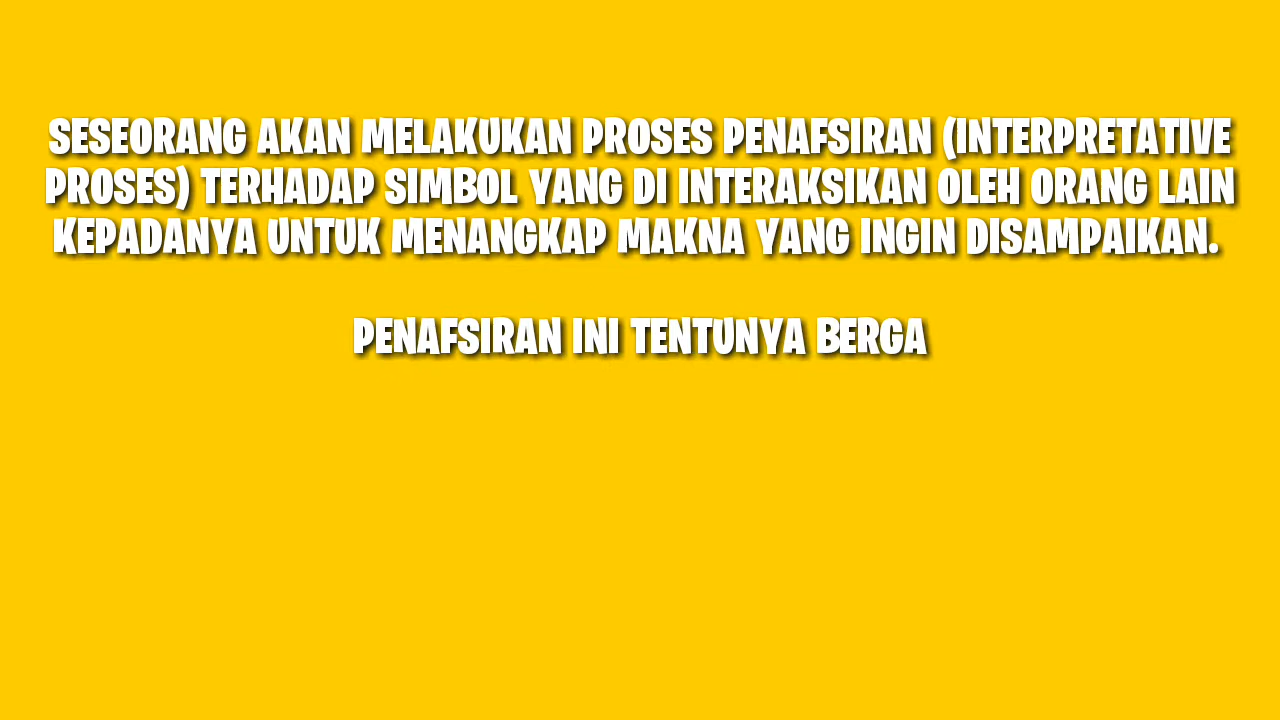 SESEORANG AKAN MELAKUKAN PROSES PENAFSIRAN (INTERPRETATIVE
PROSES) TERHADAP SIMBOL YANG DI INTERAKSIKAN OLEH ORANG LAIN
KEPADANYA UNTUK MENANGKAP MAKNA YANG INGIN DISAMPAIKAN.
PENAFSIRAN INI TENTUNYA BERGA